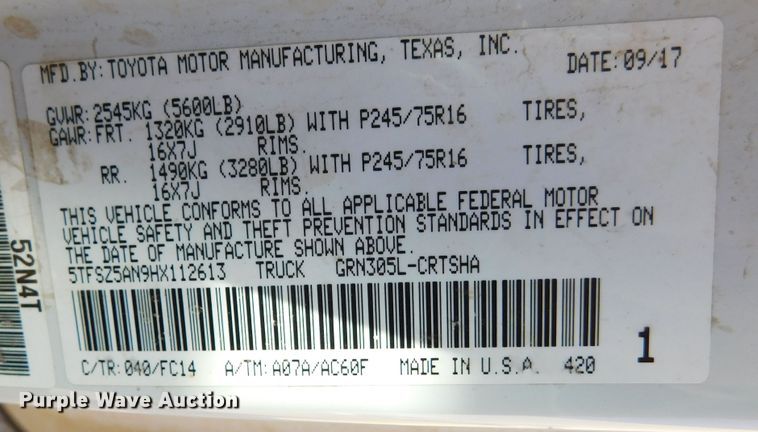 MFD.BY:TOYOTA MOTOR MANUFACTURING, TEXAS, INC. DATE:09/17
GVWR:2545KG (5600LB)
GAWR:FRT. 1320KG (2910LB) WITH P245/75R16 TIRES,
16X7J RIMS.
RR. 1490KG (3280LB) WITH P245/75R16 TIRES,
16X7J RIMS.
THIS VEHICLE CONFORMS TO ALL APPLICABLE FEDERAL MOTOR
VEHICLE SAFETY AND THEFT PREVENTION STANDARDS IN EFFECT ON
THE DATE OF MANUFACTURE SHOWN ABOVE.
5TFSZ5AN9HX112613 TRUCK GRN305L-CRTSHA
C/TR:040/FC14 A/TM:A07A/AC60F MADE IN U.S.A. 420 1
52N4T
Purple Wave Auction